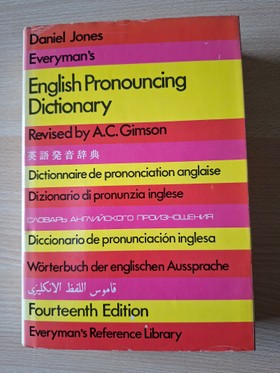 Daniel Jones
Everyman's
English Pronouncing
Dictionary
Revised by A.C. Gimson
英語発音辞典
Dictionnaire de prononciation anglaise
Dizionario di pronunzia inglese
СЛОВАРЬ АНГЛИЙСКОГО ПРОИЗНОШЕНИЯ
Diccionario de pronunciación inglesa
Wörterbuch der englischen Aussprache
قاموس اللفظ الانكليزي
Fourteenth Edition
Everyman's Reference Library